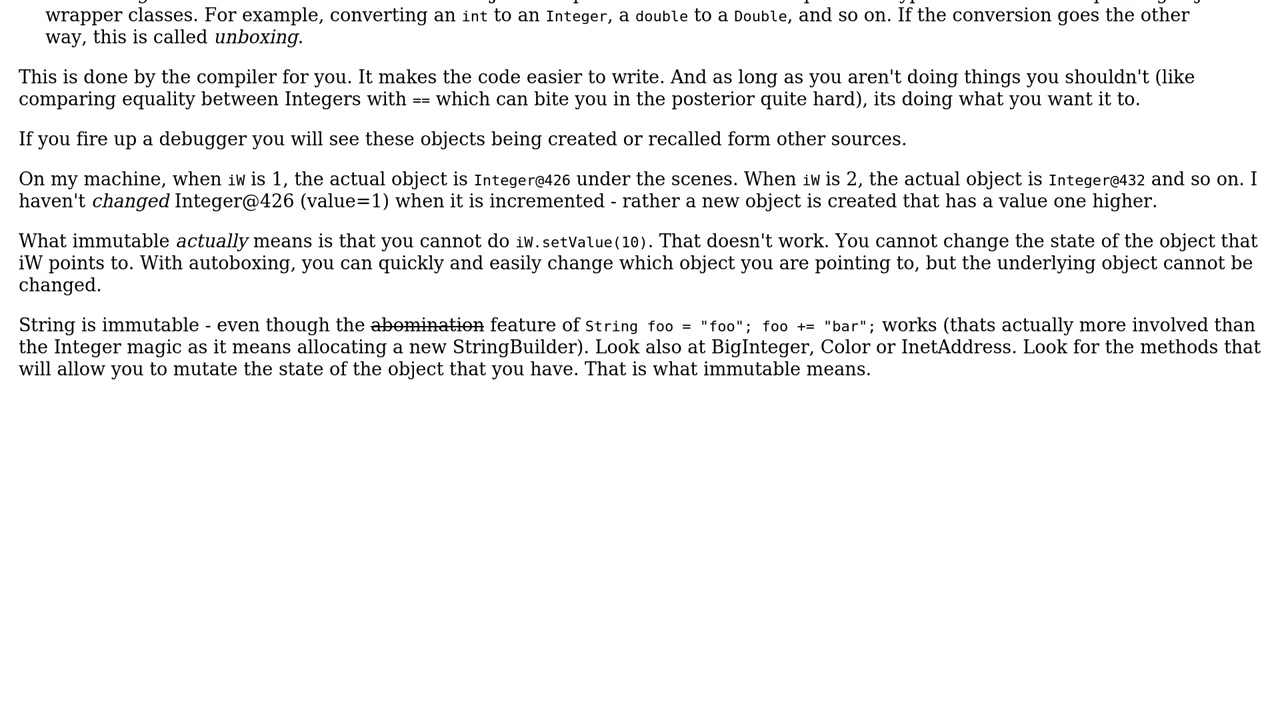 wrapper classes. For example, converting an int to an Integer, a double to a Double, and so on. If the conversion goes the other
way, this is called unboxing.
This is done by the compiler for you. It makes the code easier to write. And as long as you aren't doing things you shouldn't (like
comparing equality between Integers with == which can bite you in the posterior quite hard), its doing what you want it to.
If you fire up a debugger you will see these objects being created or recalled form other sources.
On my machine, when iW is 1, the actual object is Integer@426 under the scenes. When iW is 2, the actual object is Integer@432 and so on. I
haven't changed Integer@426 (value=1) when it is incremented - rather a new object is created that has a value one higher.
What immutable actually means is that you cannot do iW.setValue(10). That doesn't work. You cannot change the state of the object that
iW points to. With autoboxing, you can quickly and easily change which object you are pointing to, but the underlying object cannot be
changed.
String is immutable - even though the abomination feature of String foo = "foo"; foo += "bar"; works (thats actually more involved than
the Integer magic as it means allocating a new StringBuilder). Look also at BigInteger, Color or InetAddress. Look for the methods that
will allow you to mutate the state of the object that you have. That is what immutable means.